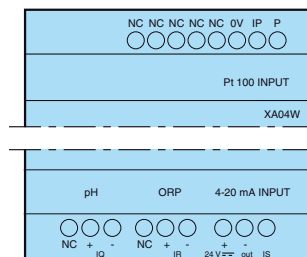 NC NC NC NC NC 0V IP P
Pt 100 INPUT
XA04W
pH ORP 4-20 mA INPUT
NC + - NC + - + -
IQ IR 24 V out IS